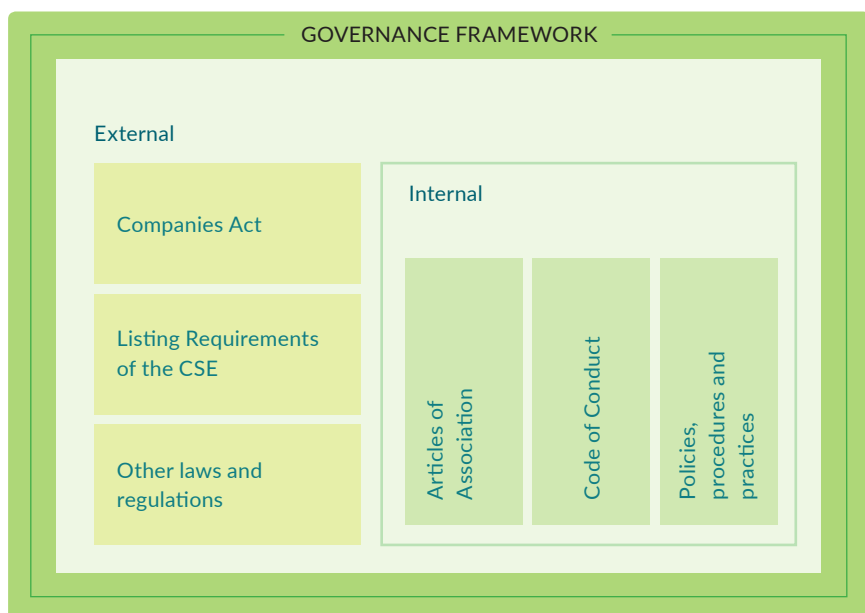 GOVERNANCE FRAMEWORK
External
Companies Act
Listing Requirements
of the CSE
Other laws and
regulations
Internal
Articles of
Association
Code of Conduct
Policies,
procedures and
practices